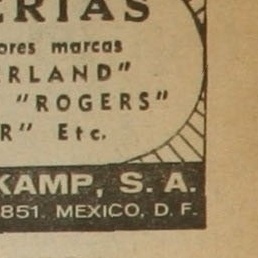 ERIAS
ores marcas
RLAND"
"ROGERS"
R" Etc.
KAMP, S. A.
851. MEXICO, D. F.